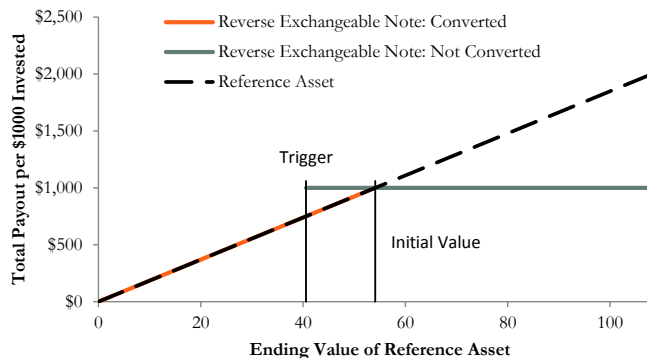 $2,500
Reverse Exchangeable Note: Converted
Reverse Exchangeable Note: Not Converted
$2,000
Reference Asset
$1,500
Trigger
$1,000
Initial Value
$500
$0
0 20 40 60 80 100
Total Payout per $1000 Invested
Ending Value of Reference Asset